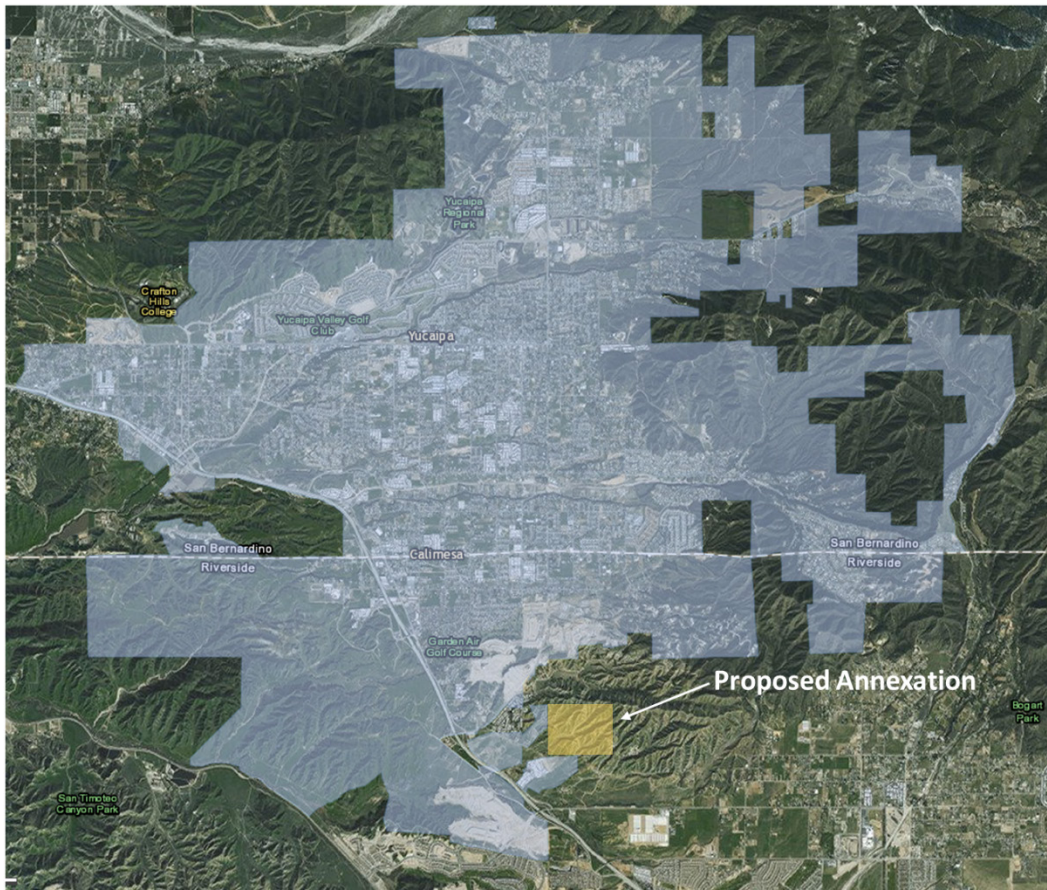 Yucaipa
Regional
Park
Crafton
Hills
College
Yucaipa Valley Golf
Club
Yucaipa
San Bernardino
Riverside
Calimesa
San Bernardino
Riverside
Garden Air
Golf Course
Proposed Annexation
Bogart
Park
San Timoteo
Canyon Park